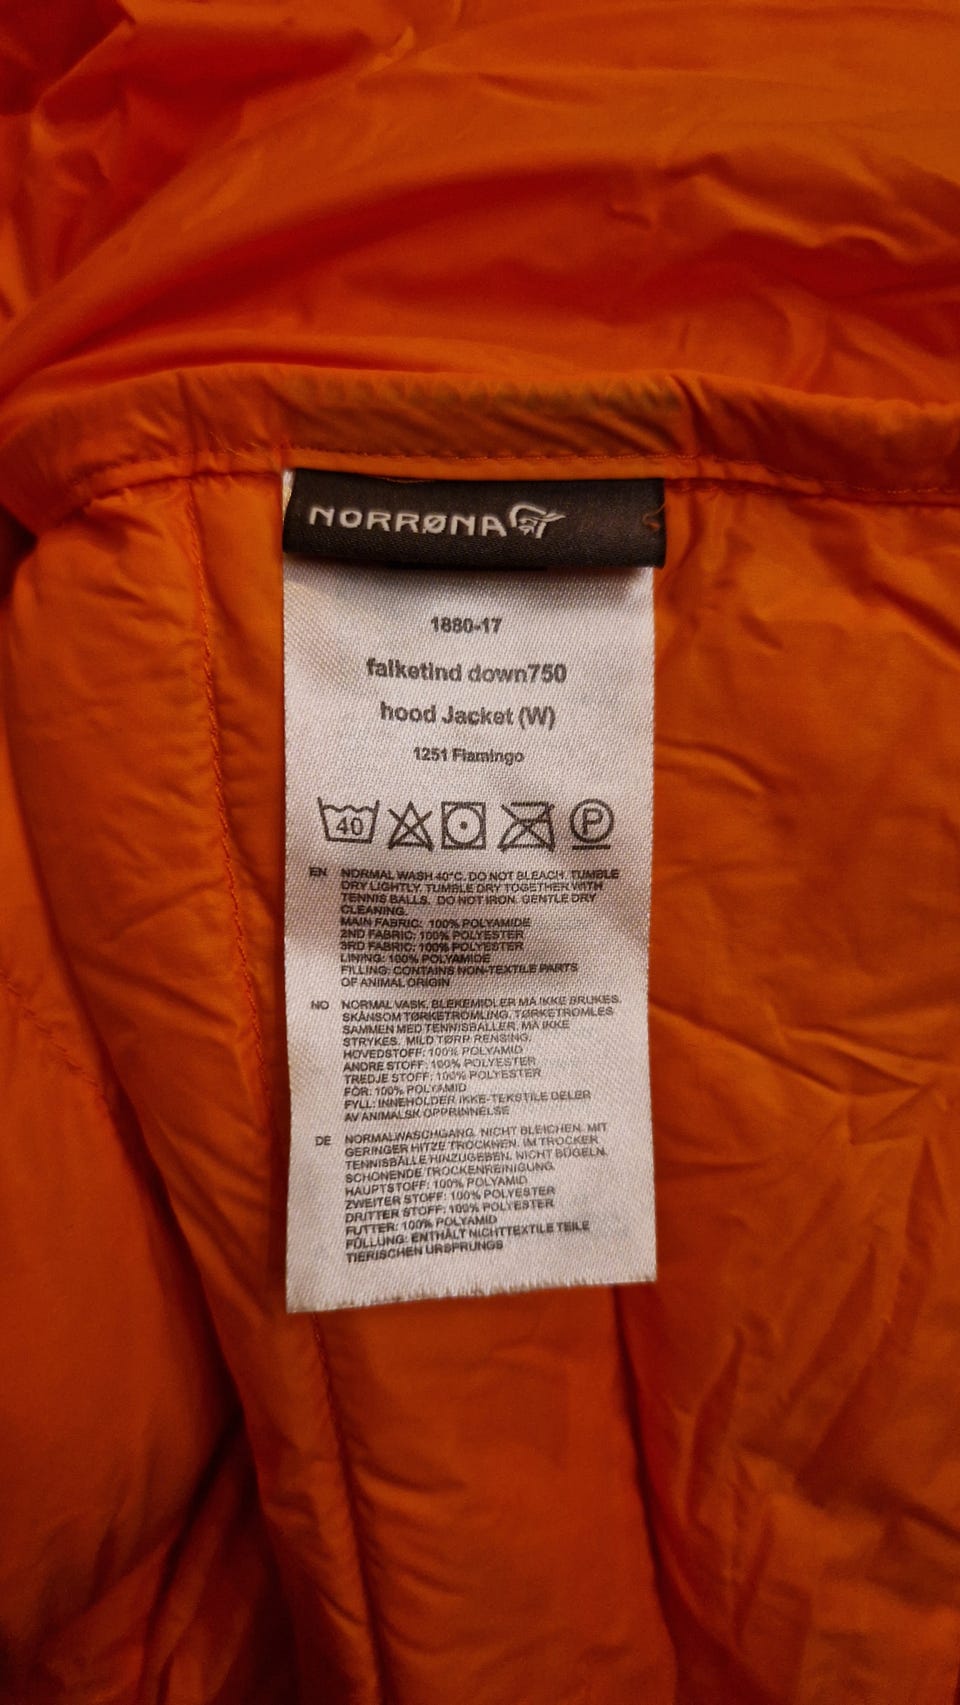 NORRØNA
1880-17
falketind down750
hood Jacket (W)
1251 Flamingo
40 P
EN NORMAL WASH 40°C. DO NOT BLEACH. TUMBLE
DRY LIGHTLY. TUMBLE DRY TOGETHER WITH
TENNIS BALLS. DO NOT IRON. GENTLE DRY
CLEANING.
MAIN FABRIC: 100% POLYAMIDE
2ND FABRIC: 100% POLYESTER
3RD FABRIC: 100% POLYESTER
LINING: 100% POLYAMIDE
FILLING: CONTAINS NON-TEXTILE PARTS
OF ANIMAL ORIGIN
NO NORMAL VASK. BLEKEMIDLER MA IKKE BRUKES.
SKÅNSOM TØRKETROMLING. TØRKETROMLES
SAMMEN MED TENNISBALLER. MA IKKE
STRYKES. MILD TØRR RENSING.
HOVEDSTOFF: 100% POLYAMID
ANDRE STOFF: 100% POLYESTER
TREDJE STOFF: 100% POLYESTER
FÔR: 100% POLYAMID
FYLL: INNEHOLDER IKKE-TEKSTILE DELER
AV ANIMALSK OPPRINNELSE
DE NORMALWASCHGANG. NICHT BLEICHEN. MIT
GERINGER HITZE TROCKNEN. IM TROCKER
TENNISBÄLLE HINZUGEBEN. NICHT BÜGELN.
SCHONENDE TROCKENREINIGUNG.
HAUPTSTOFF: 100% POLYAMID
ZWEITER STOFF: 100% POLYESTER
DRITTER STOFF: 100% POLYESTER
FUTTER: 100% POLYAMID
FÜLLUNG: ENTHÄLT NICHTTEXTILE TEILE
TIERISCHEN URSPRUNGS